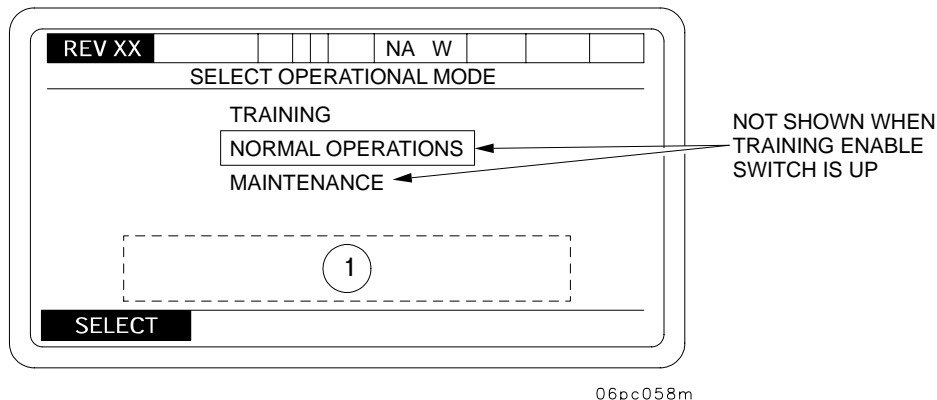 REV XX NA W
SELECT OPERATIONAL MODE
TRAINING
NORMAL OPERATIONS
MAINTENANCE
NOT SHOWN WHEN
TRAINING ENABLE
SWITCH IS UP
1
SELECT
06pc058m